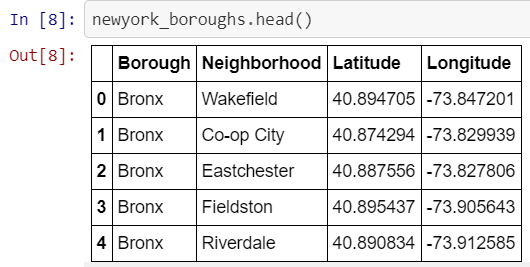 In [8]: newyork_boroughs.head()
Out[8]:
Borough Neighborhood Latitude Longitude
0 Bronx Wakefield 40.894705 -73.847201
1 Bronx Co-op City 40.874294 -73.829939
2 Bronx Eastchester 40.887556 -73.827806
3 Bronx Fieldston 40.895437 -73.905643
4 Bronx Riverdale 40.890834 -73.912585